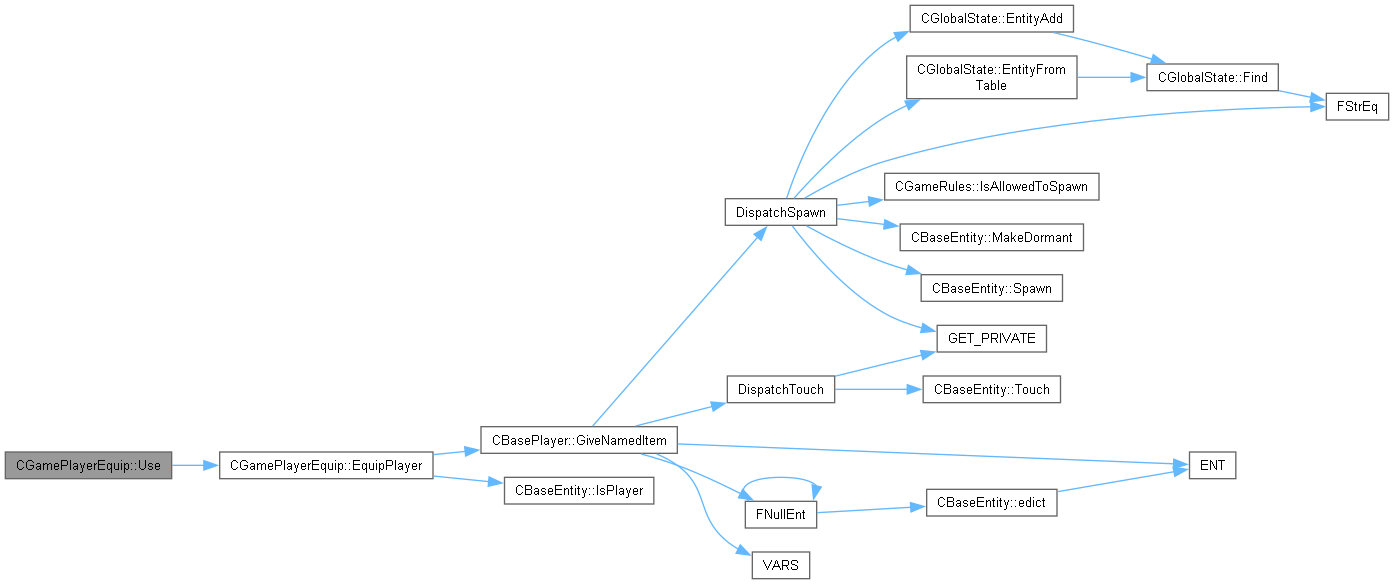 CGlobalState::EntityAdd
CGlobalState::EntityFrom
Table
CGlobalState::Find
FStrEq
CGameRules::IsAllowedToSpawn
DispatchSpawn
CBaseEntity::MakeDormant
CBaseEntity::Spawn
GET_PRIVATE
DispatchTouch
CBaseEntity::Touch
CBasePlayer::GiveNamedItem
CGamePlayerEquip::Use
CGamePlayerEquip::EquipPlayer
ENT
CBaseEntity::IsPlayer
CBaseEntity::edict
FNullEnt
VARS